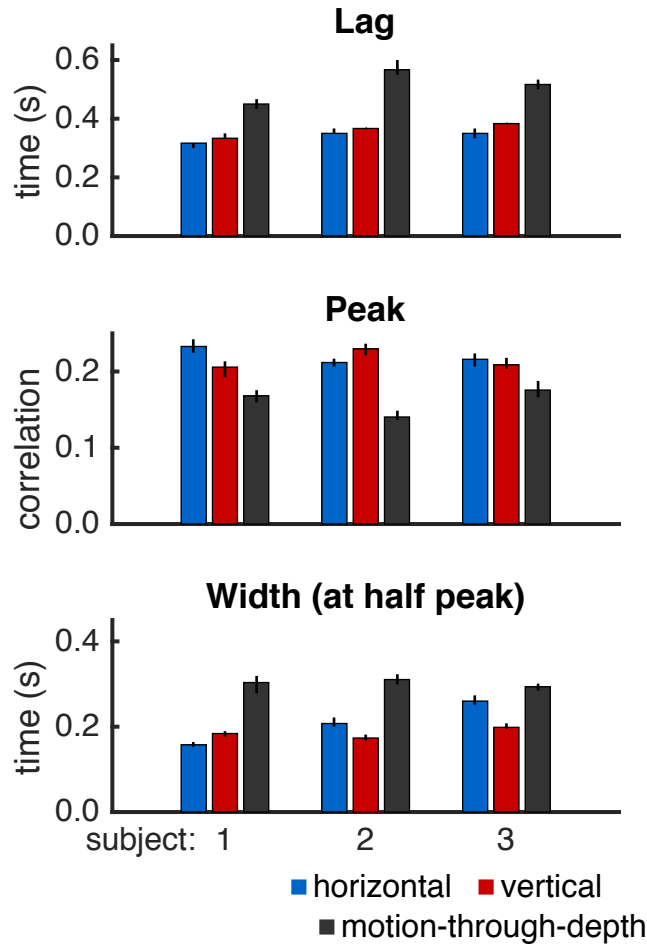 Lag
time (s)
0.6
0.4
0.2
0.0
Peak
correlation
0.2
0.1
0.0
Width (at half peak)
time (s)
0.4
0.2
0.0
subject: 1 2 3
horizontal vertical
motion-through-depth